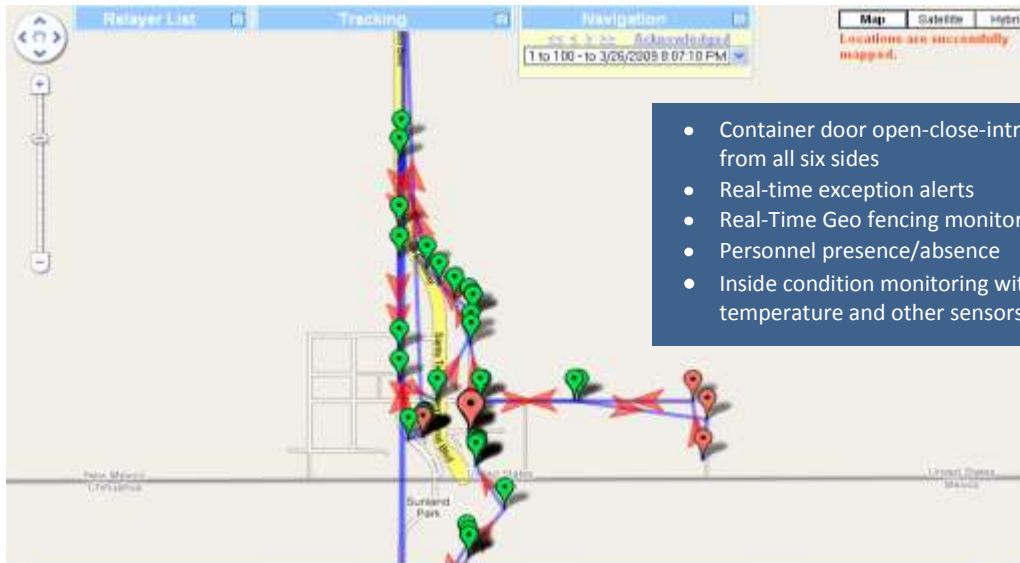 Relayer List
Tracking
Navigation
<< < > >> Acknowledged
1 to 100 - to 3/26/2009 8:07:10 PM
Map Satellite Hybri
Locations are successfully
mapped.
• Container door open-close-intr
from all six sides
• Real-time exception alerts
• Real-Time Geo fencing monitor
• Personnel presence/absence
• Inside condition monitoring wit
temperature and other sensors
New Mexico
Chihuahua
United States
United States
Mexico
Sunland
Park